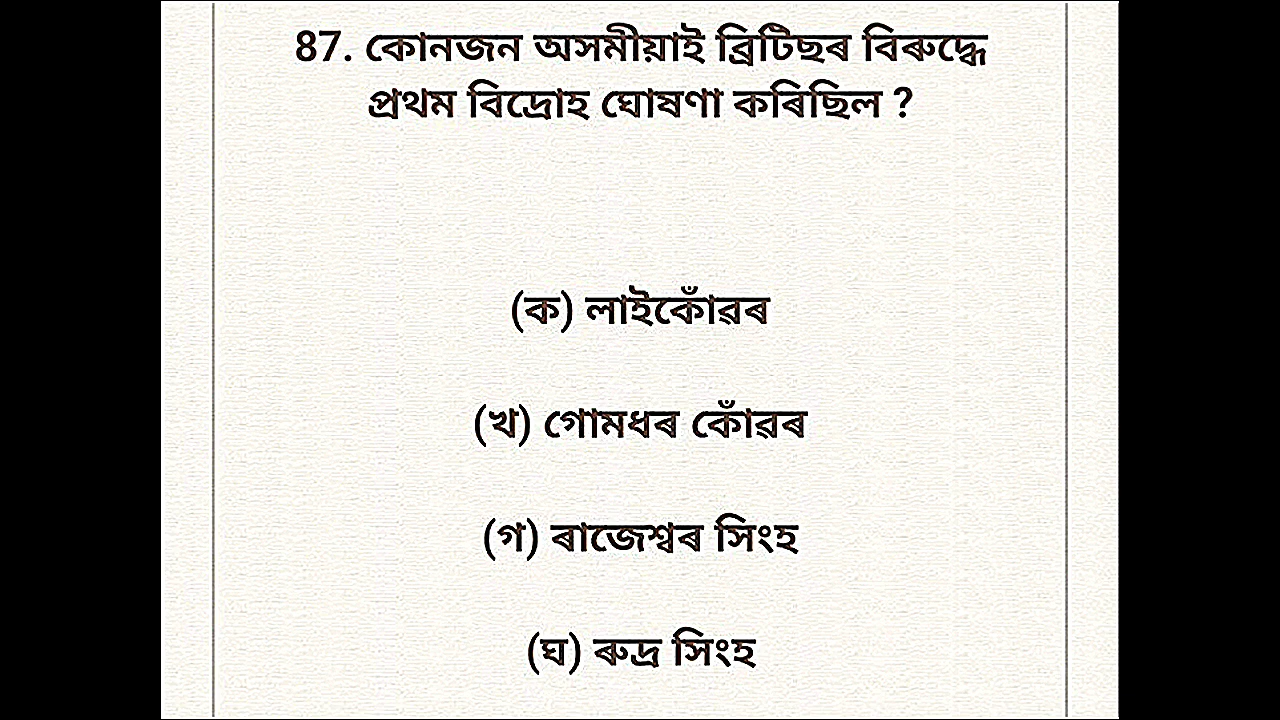 87. কোনজন অসমীয়াই ব্ৰিটিছৰ বিৰুদ্ধে
প্ৰথম বিদ্ৰোহ ঘোষণা কৰিছিল ?
(ক) লাইকোঁৱৰ
(খ) গোমধৰ কোঁৱৰ
(গ) ৰাজেশ্বৰ সিংহ
(ঘ) ৰুদ্ৰ সিংহ